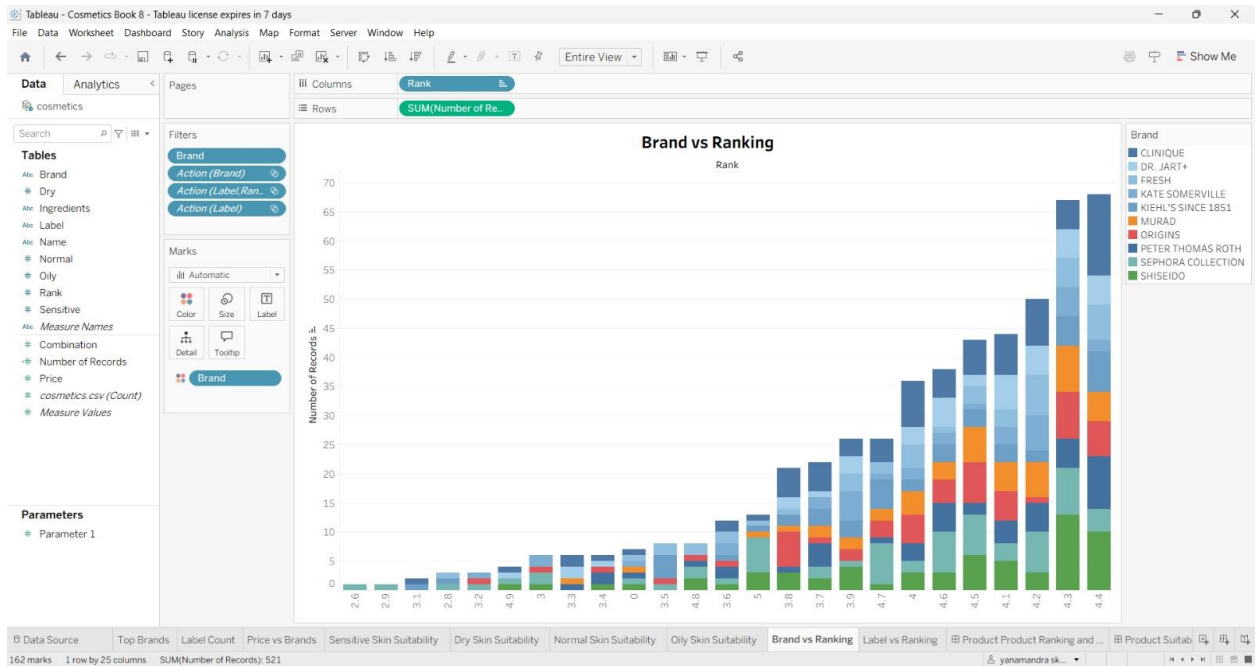 Tableau - Cosmetics Book 8 - Tableau license expires in 7 days
File Data Worksheet Dashboard Story Analysis Map Format Server Window Help
Entire View
Show Me
Data Analytics
Pages
Columns
Rank
cosmetics
Rows
SUM(Number of Re..
Search
Filters
Tables
Brand
Action (Brand)
Action (Label,Ran..
Action (Label)
Abc Brand
# Dry
Abc Ingredients
Abc Label
Abc Name
# Normal
# Oily
# Rank
# Sensitive
Abc Measure Names
# Combination
# Number of Records
# Price
# cosmetics.csv (Count)
# Measure Values
Marks
Automatic
Color Size Label
Detail Tooltip
Brand
Parameters
# Parameter 1
Brand vs Ranking
Rank
Number of Records
70
65
60
55
50
45
40
35
30
25
20
15
10
5
0
2.6 2.9 3.1 2.8 3.2 4.9 3 3.3 3.4 0 3.5 4.8 3.6 5 3.8 3.7 3.9 4.7 4 4.6 4.5 4.1 4.2 4.3 4.4
Brand
CLINIQUE
DR. JART+
FRESH
KATE SOMERVILLE
KIEHL'S SINCE 1851
MURAD
ORIGINS
PETER THOMAS ROTH
SEPHORA COLLECTION
SHISEIDO
Data Source Top Brands Label Count Price vs Brands Sensitive Skin Suitability Dry Skin Suitability Normal Skin Suitability Oily Skin Suitability Brand vs Ranking Label vs Ranking Product Product Ranking and ... Product Suitab
162 marks 1 row by 25 columns SUM(Number of Records): 521
yanamandra sk...